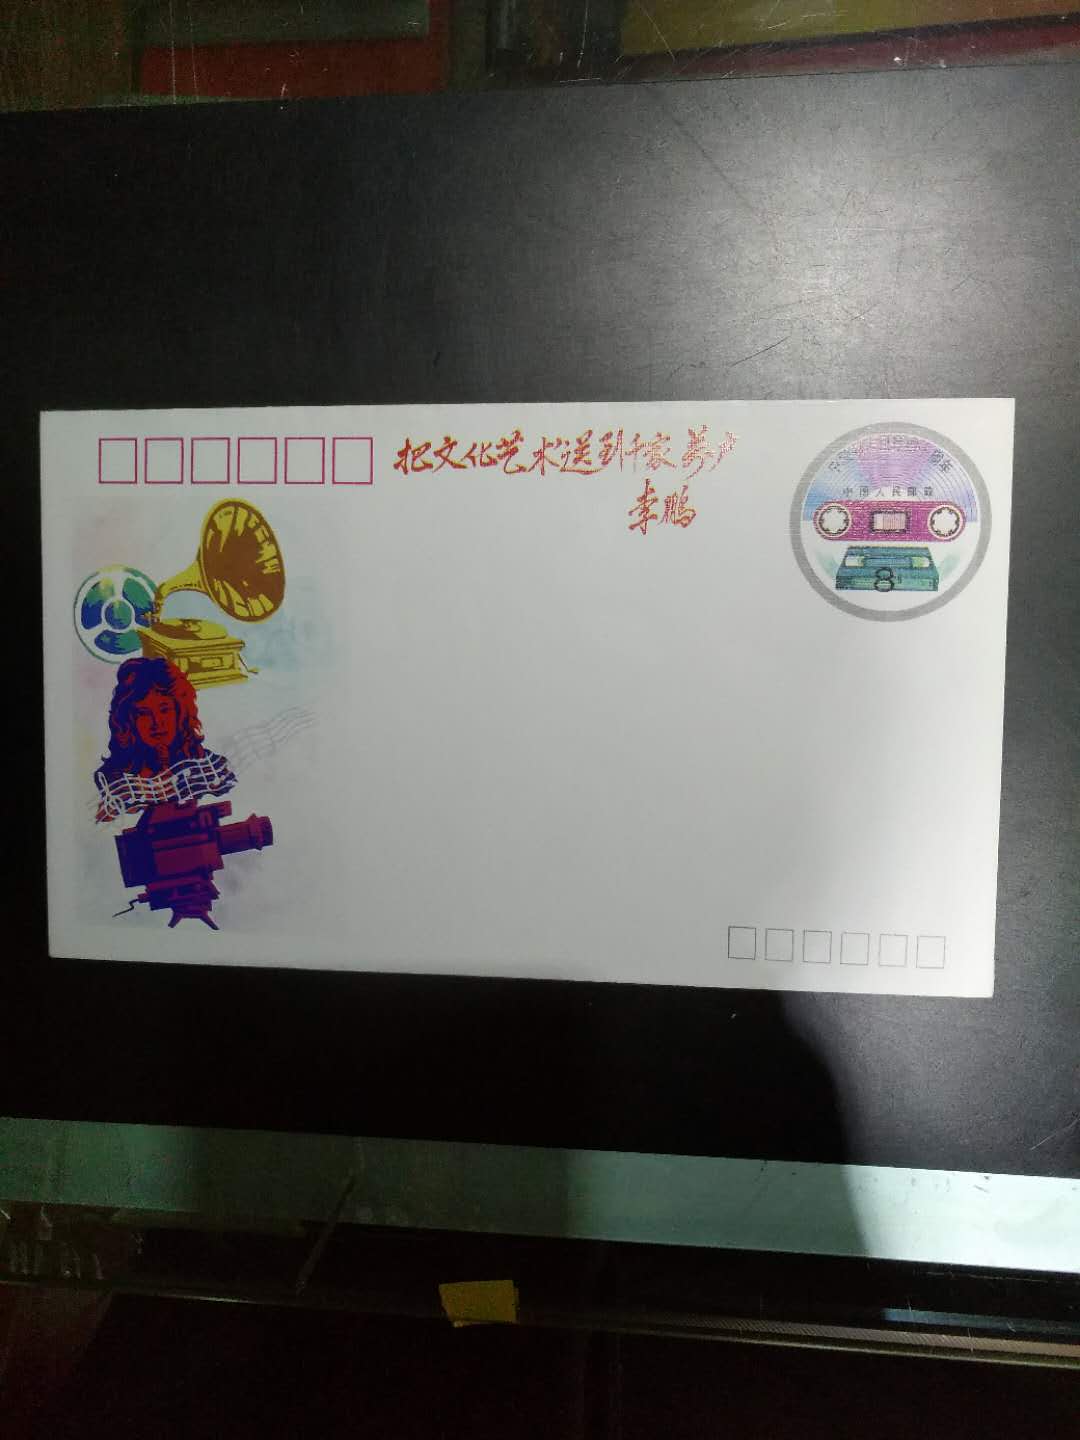 把文化艺术送到千家万户
李鹏
中国人民邮政
8分